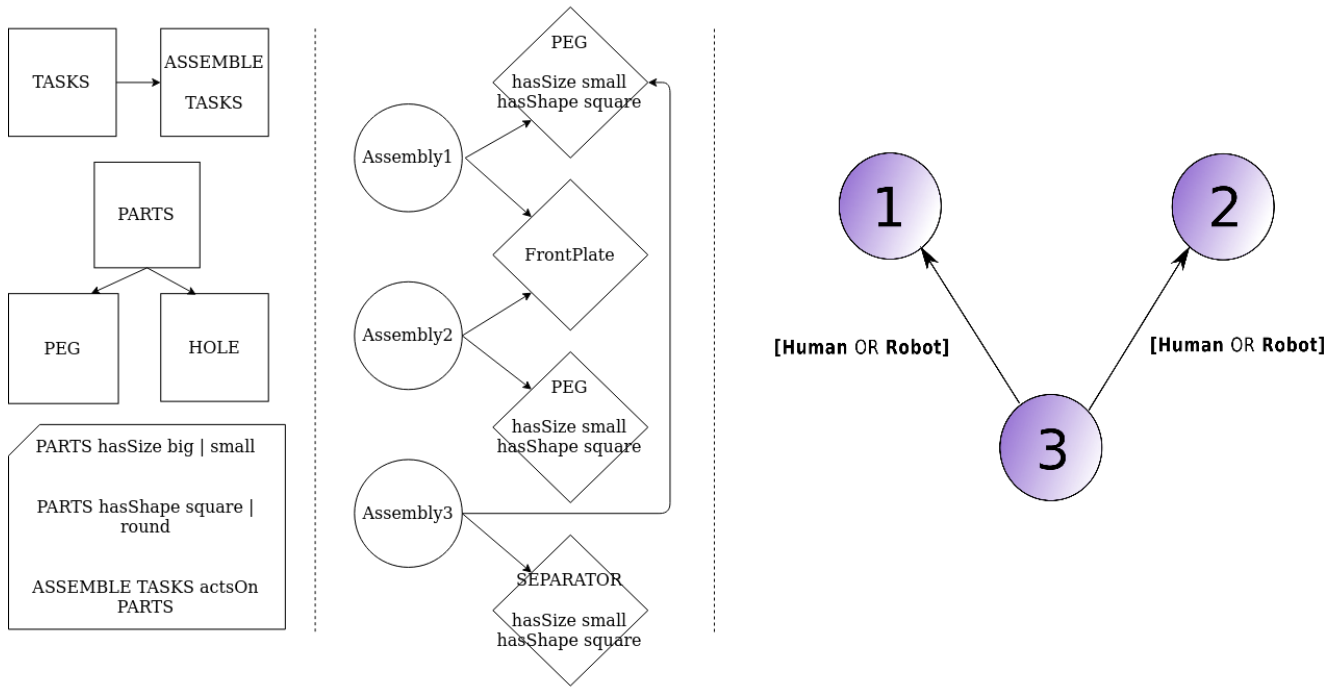 TASKS
ASSEMBLE
TASKS
PARTS
PEG
HOLE
PARTS hasSize big | small
PARTS hasShape square |
round
ASSEMBLE TASKS actsOn
PARTS
PEG
hasSize small
hasShape square
Assembly1
FrontPlate
Assembly2
PEG
hasSize small
hasShape square
Assembly3
SEPARATOR
hasSize small
hasShape square
1
2
[Human OR Robot]
[Human OR Robot]
3